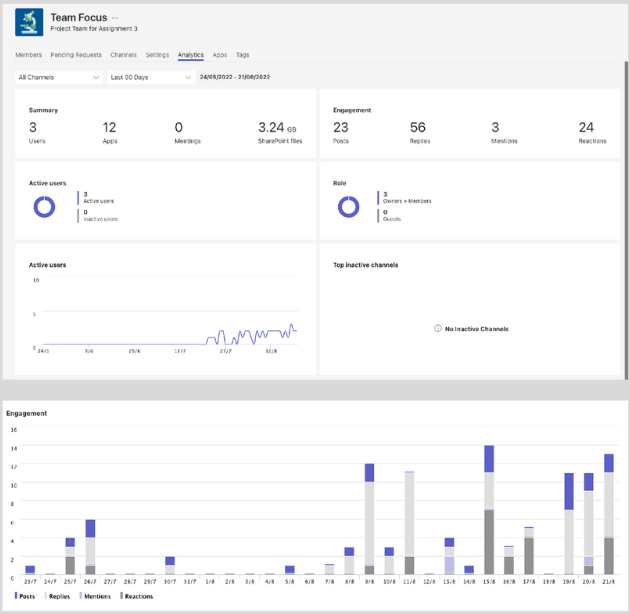 Team Focus ...
Project Team for Assignment 3
Members Pending Requests Channels Settings Analytics Apps Tags
All Channels Last 90 Days 24/05/2022 - 21/08/2022
Summary
3 12 0 3.24 GB
Users Apps Meetings SharePoint files
Engagement
23 56 3 24
Posts Replies Mentions Reactions
Active users
3
Active users
0
Inactive users
Role
3
Owners + Members
0
Guests
Active users
10
5
0
24/5 9/6 25/6 11/7 27/7 12/8
Top inactive channels
No Inactive Channels
Engagement
16
14
12
10
8
6
4
2
0
23/7 24/7 25/7 26/7 27/7 28/7 29/7 30/7 31/7 1/8 2/8 3/8 4/8 5/8 6/8 7/8 8/8 9/8 10/8 11/8 12/8 13/8 14/8 15/8 16/8 17/8 18/8 19/8 20/8 21/8
Posts Replies Mentions Reactions